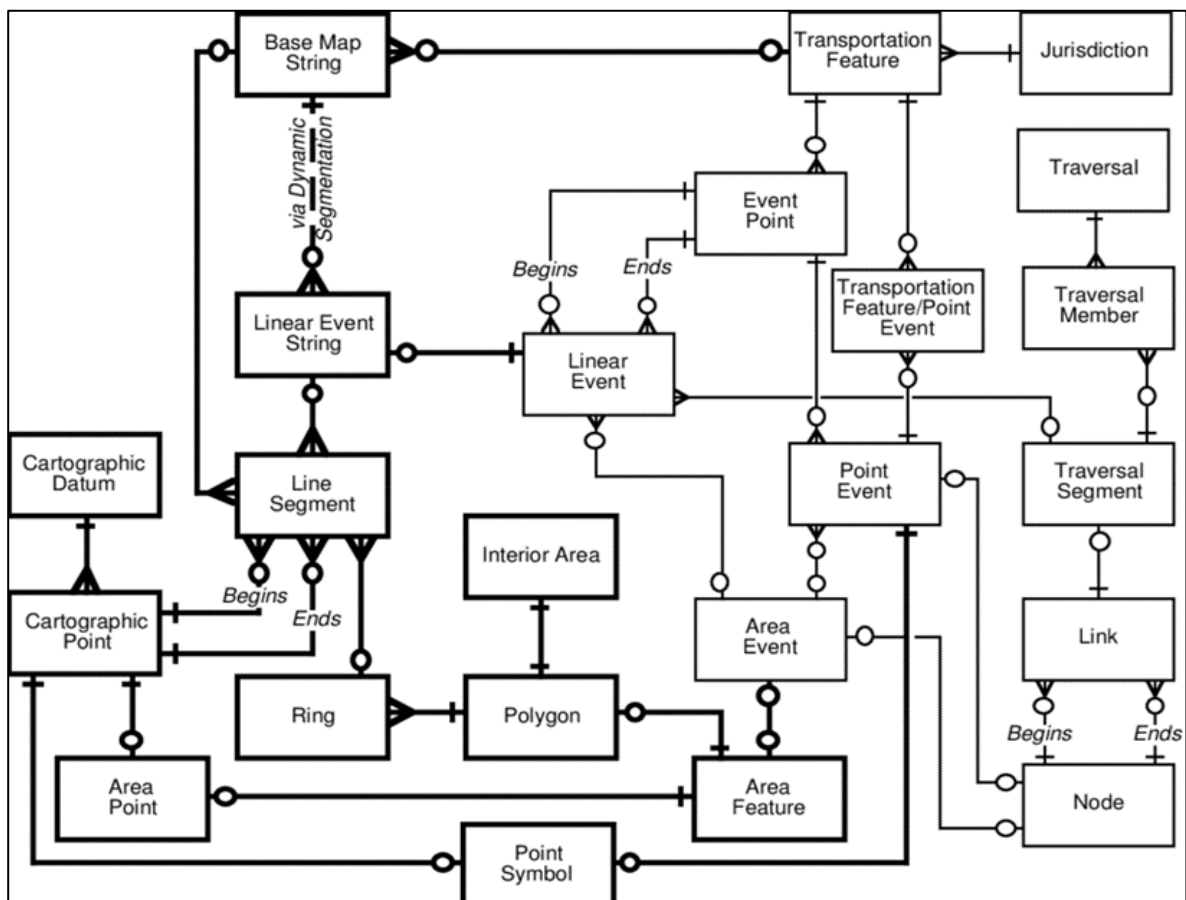 Base Map
String
Transportation
Feature
Jurisdiction
via Dynamic
Segmentation
Traversal
Event
Point
Begins
Ends
Transportation
Feature/Point
Event
Traversal
Member
Linear Event
String
Linear
Event
Cartographic
Datum
Line
Segment
Point
Event
Traversal
Segment
Interior Area
Begins
Ends
Cartographic
Point
Area
Event
Link
Ring
Polygon
Begins
Ends
Area
Point
Area
Feature
Node
Point
Symbol